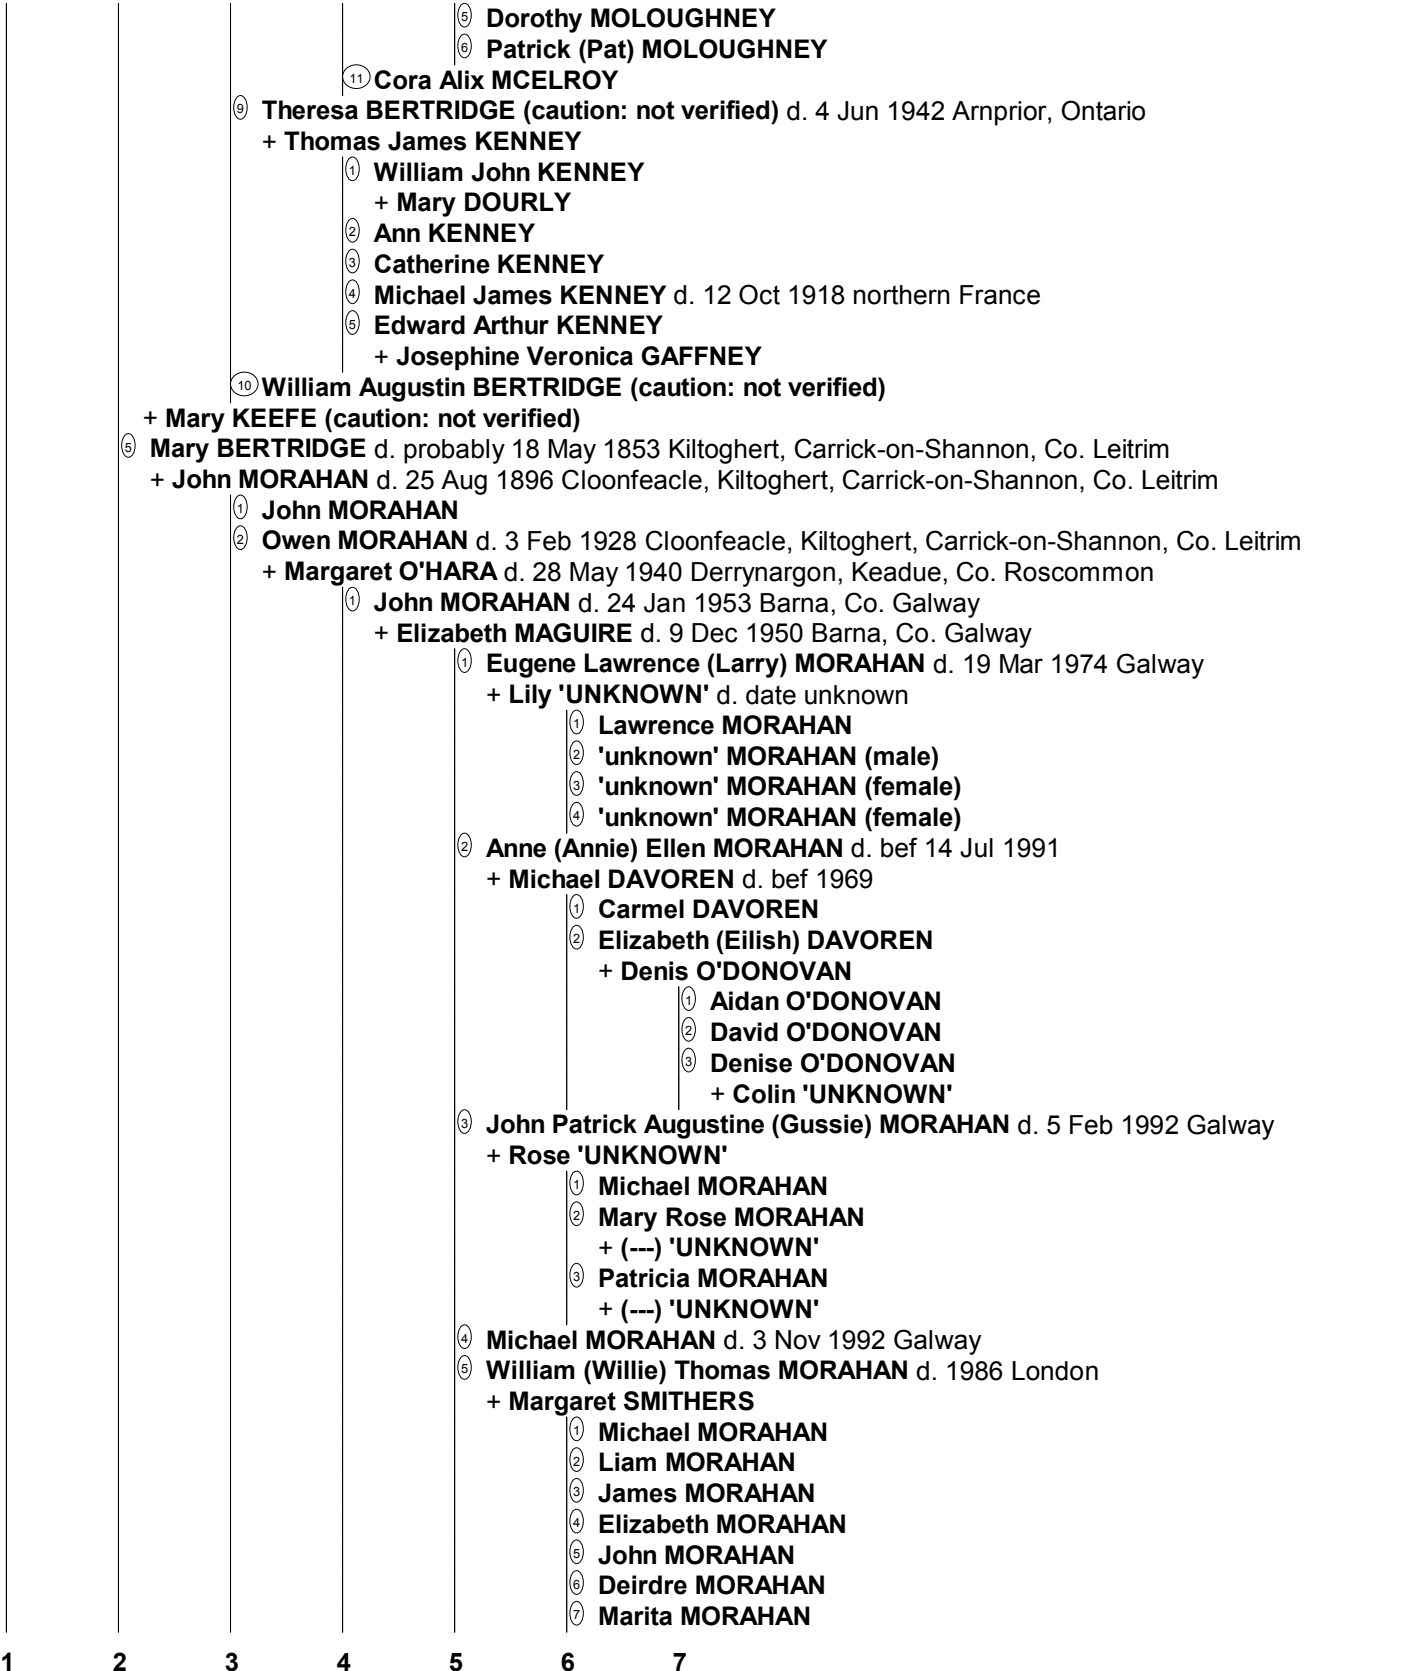 5 Dorothy MOLOUGHNEY
6 Patrick (Pat) MOLOUGHNEY
11 Cora Alix MCELROY
9 Theresa BERTRIDGE (caution: not verified) d. 4 Jun 1942 Arnprior, Ontario
+ Thomas James KENNEY
1 William John KENNEY
+ Mary DOURLY
2 Ann KENNEY
3 Catherine KENNEY
4 Michael James KENNEY d. 12 Oct 1918 northern France
5 Edward Arthur KENNEY
+ Josephine Veronica GAFFNEY
10 William Augustin BERTRIDGE (caution: not verified)
+ Mary KEEFE (caution: not verified)
5 Mary BERTRIDGE d. probably 18 May 1853 Kiltoghert, Carrick-on-Shannon, Co. Leitrim
+ John MORAHAN d. 25 Aug 1896 Cloonfeacle, Kiltoghert, Carrick-on-Shannon, Co. Leitrim
1 John MORAHAN
2 Owen MORAHAN d. 3 Feb 1928 Cloonfeacle, Kiltoghert, Carrick-on-Shannon, Co. Leitrim
+ Margaret O'HARA d. 28 May 1940 Derrynargon, Keadue, Co. Roscommon
1 John MORAHAN d. 24 Jan 1953 Barna, Co. Galway
+ Elizabeth MAGUIRE d. 9 Dec 1950 Barna, Co. Galway
1 Eugene Lawrence (Larry) MORAHAN d. 19 Mar 1974 Galway
+ Lily 'UNKNOWN' d. date unknown
1 Lawrence MORAHAN
2 'unknown' MORAHAN (male)
3 'unknown' MORAHAN (female)
4 'unknown' MORAHAN (female)
2 Anne (Annie) Ellen MORAHAN d. bef 14 Jul 1991
+ Michael DAVOREN d. bef 1969
1 Carmel DAVOREN
2 Elizabeth (Eilish) DAVOREN
+ Denis O'DONOVAN
1 Aidan O'DONOVAN
2 David O'DONOVAN
3 Denise O'DONOVAN
+ Colin 'UNKNOWN'
3 John Patrick Augustine (Gussie) MORAHAN d. 5 Feb 1992 Galway
+ Rose 'UNKNOWN'
1 Michael MORAHAN
2 Mary Rose MORAHAN
+ (---) 'UNKNOWN'
3 Patricia MORAHAN
+ (---) 'UNKNOWN'
4 Michael MORAHAN d. 3 Nov 1992 Galway
5 William (Willie) Thomas MORAHAN d. 1986 London
+ Margaret SMITHERS
1 Michael MORAHAN
2 Liam MORAHAN
3 James MORAHAN
4 Elizabeth MORAHAN
5 John MORAHAN
6 Deirdre MORAHAN
7 Marita MORAHAN
1 2 3 4 5 6 7